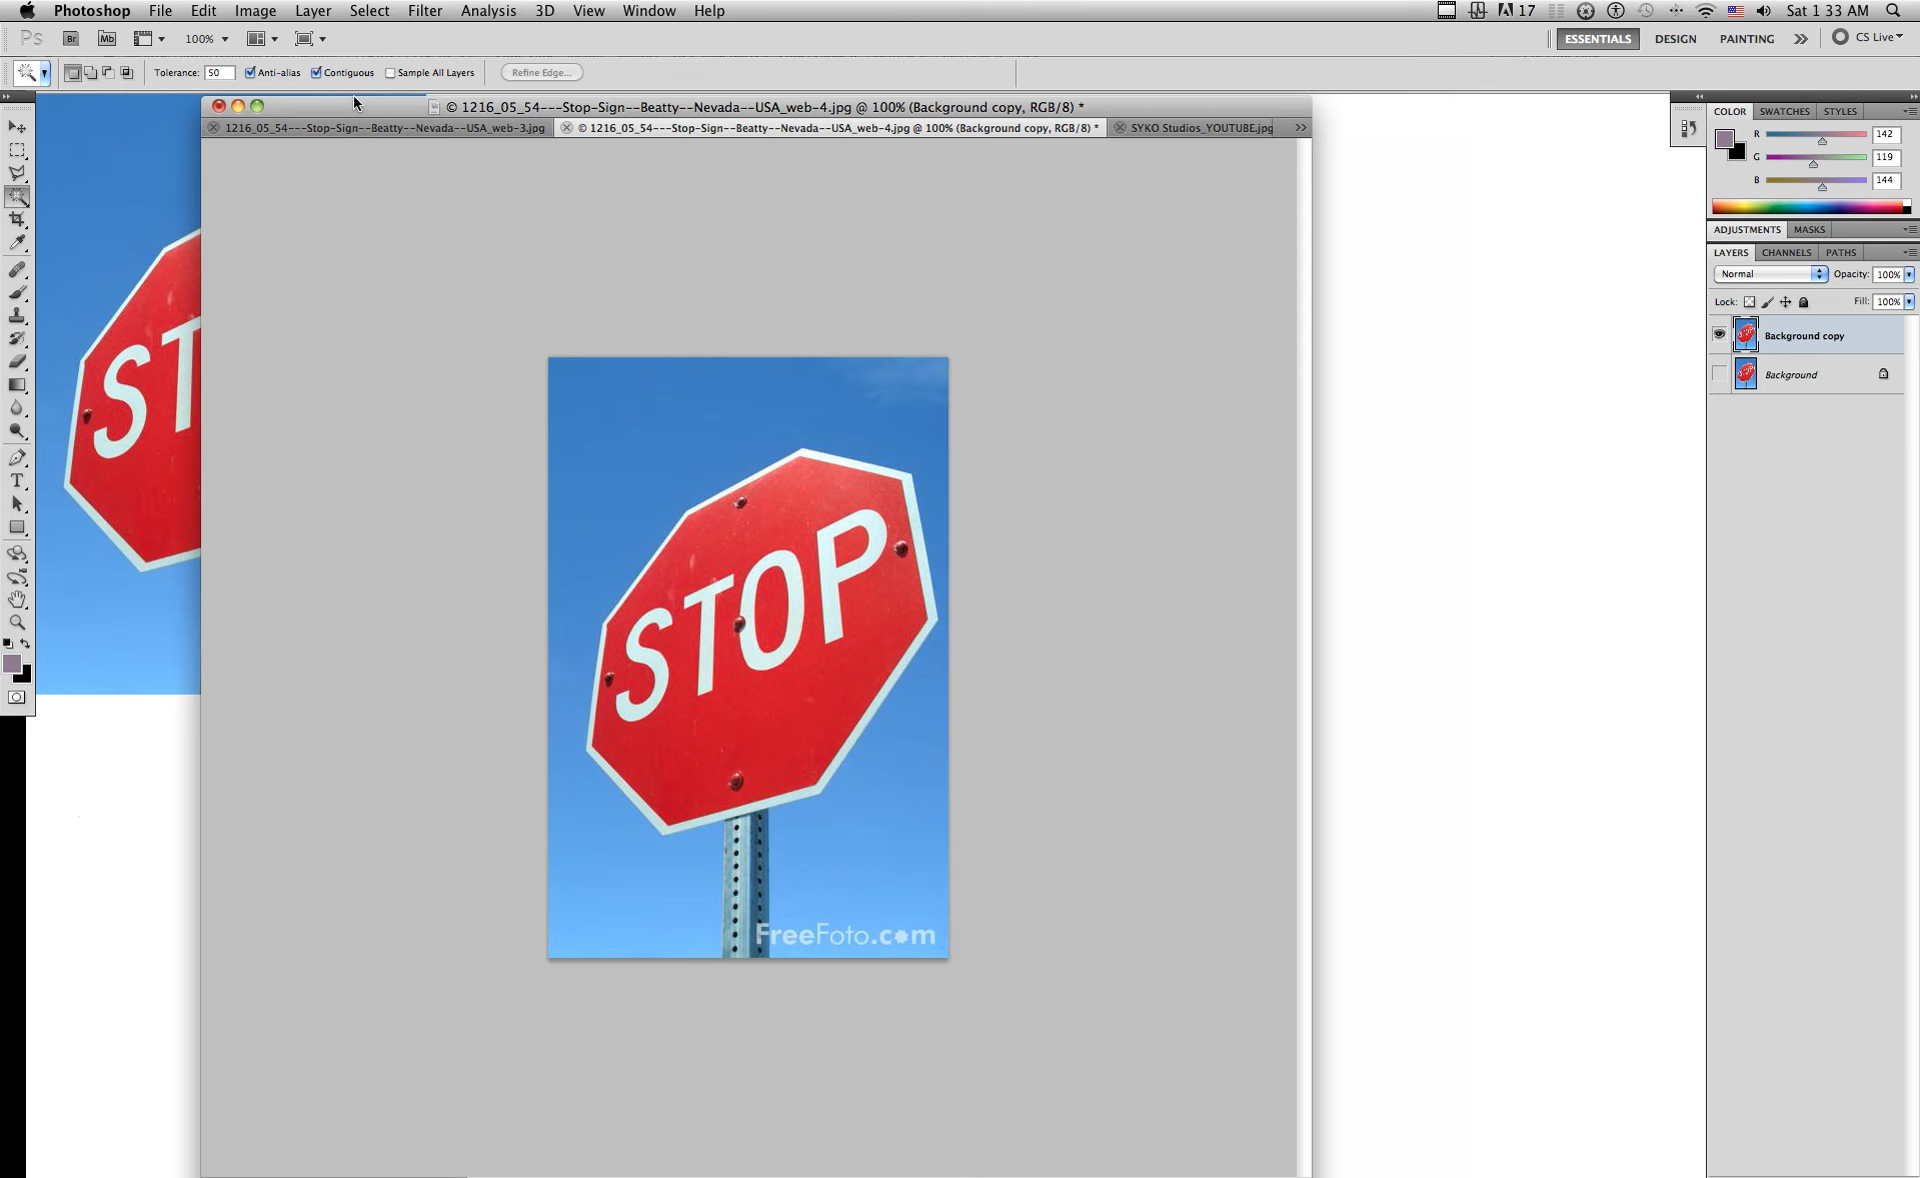 Photoshop File Edit Image Layer Select Filter Analysis 3D View Window Help 17 Sat 1 33 AM
Ps Br Mb 100% ESSENTIALS DESIGN PAINTING CS Live
Tolerance: 50 Anti-alias Contiguous Sample All Layers Refine Edge...
© 1216_05_54---Stop-Sign--Beatty--Nevada--USA_web-4.jpg @ 100% (Background copy, RGB/8) *
1216_05_54---Stop-Sign--Beatty--Nevada--USA_web-3.jpg © 1216_05_54---Stop-Sign--Beatty--Nevada--USA_web-4.jpg @ 100% (Background copy, RGB/8) * SYKO Studios_YOUTUBE.jpg
COLOR SWATCHES STYLES
R 142
G 119
B 144
ADJUSTMENTS MASKS
LAYERS CHANNELS PATHS
Normal Opacity: 100%
Lock: Fill: 100%
Background copy
Background
ST
STOP
FreeFoto.com